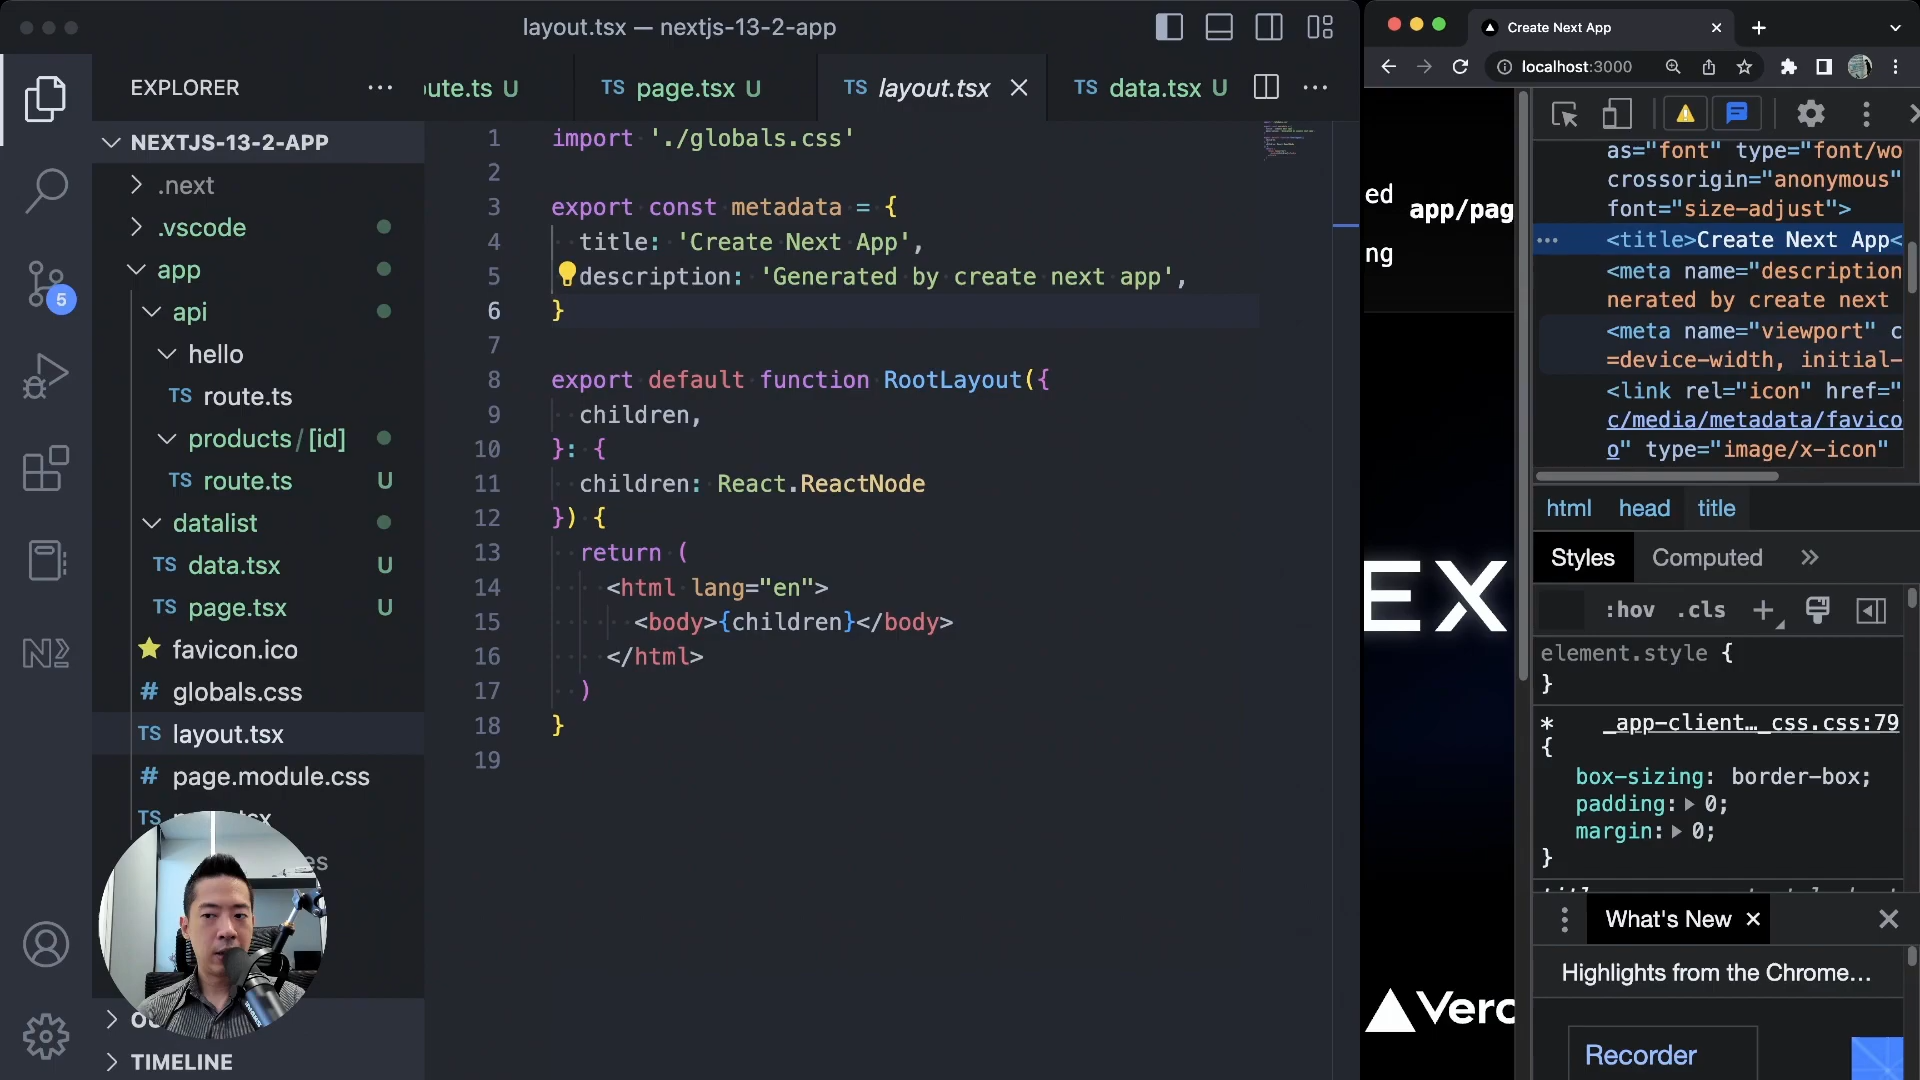 layout.tsx — nextjs-13-2-app
EXPLORER
NEXTJS-13-2-APP
.next
.vscode
app
api
hello
TS route.ts
products/[id]
TS route.ts U
datalist
TS data.tsx U
TS page.tsx U
favicon.ico
# globals.css
TS layout.tsx
# page.module.css
TS
TIMELINE
5
oute.ts U
TS page.tsx U
TS layout.tsx
TS data.tsx U
1 import './globals.css'
2
3 export const metadata = {
4 title: 'Create Next App',
5 description: 'Generated by create next app',
6 }
7
8 export default function RootLayout({
9 children,
10 }: {
11 children: React.ReactNode
12 }) {
13 return (
14 <html lang="en">
15 <body>{children}</body>
16 </html>
17 )
18 }
19
Create Next App
localhost:3000
ed
app/pag
ng
EX
Verc
as="font" type="font/wo
crossorigin="anonymous"
font="size-adjust">
<title>Create Next App<
<meta name="description
nerated by create next
<meta name="viewport" c
=device-width, initial-
<link rel="icon" href="
c/media/metadata/favico
o" type="image/x-icon"
html head title
Styles Computed
:hov .cls
element.style {
}
* _app-client…_css.css:79
{
box-sizing: border-box;
padding: 0;
margin: 0;
}
What's New
Highlights from the Chrome…
Recorder